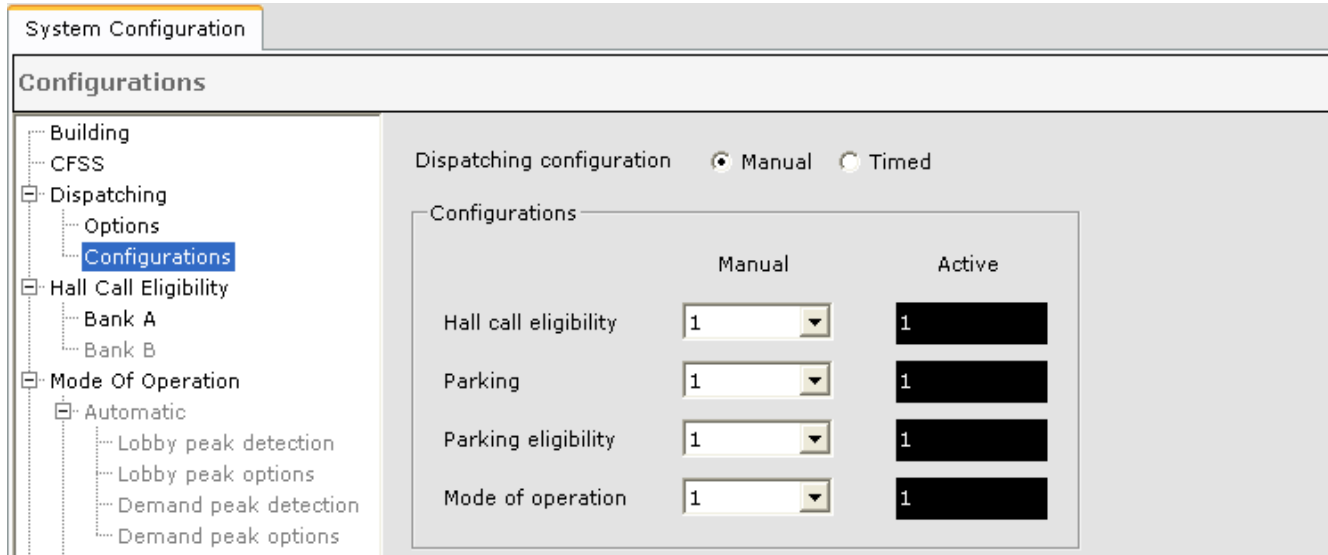 System Configuration
Configurations
Building
CFSS
Dispatching
Options
Configurations
Hall Call Eligibility
Bank A
Bank B
Mode Of Operation
Automatic
Lobby peak detection
Lobby peak options
Demand peak detection
Demand peak options
Dispatching configuration Manual Timed
Configurations
Manual Active
Hall call eligibility 1 1
Parking 1 1
Parking eligibility 1 1
Mode of operation 1 1